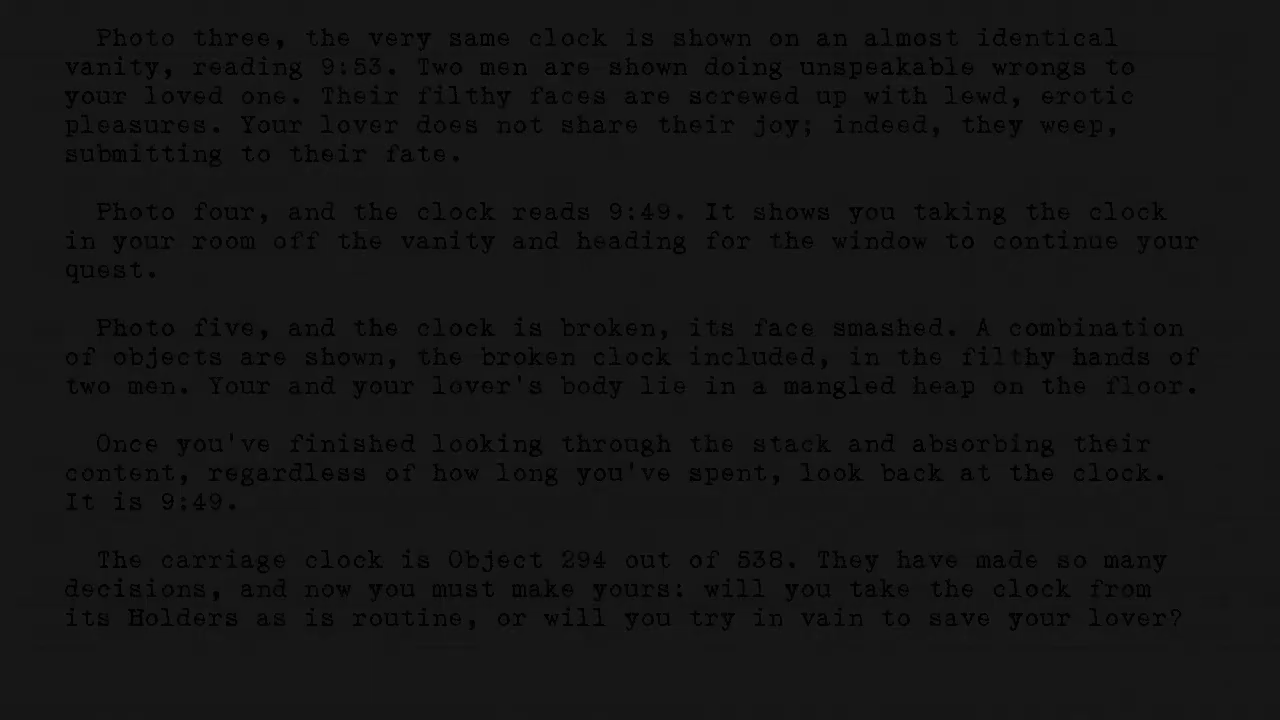 Photo three, the very same clock is shown on an almost identical
vanity, reading 9:53. Two men are shown doing unspeakable wrongs to
your loved one. Their filthy faces are screwed up with lewd, erotic
pleasures. Your lover does not share their joy; indeed, they weep,
submitting to their fate.
Photo four, and the clock reads 9:49. It shows you taking the clock
in your room off the vanity and heading for the window to continue your
quest.
Photo five, and the clock is broken, its face smashed. A combination
of objects are shown, the broken clock included, in the filthy hands of
two men. Your and your lover's body lie in a mangled heap on the floor.
Once you've finished looking through the stack and absorbing their
content, regardless of how long you've spent, look back at the clock.
It is 9:49.
The carriage clock is Object 294 out of 538. They have made so many
decisions, and now you must make yours: will you take the clock from
its Holders as is routine, or will you try in vain to save your lover?